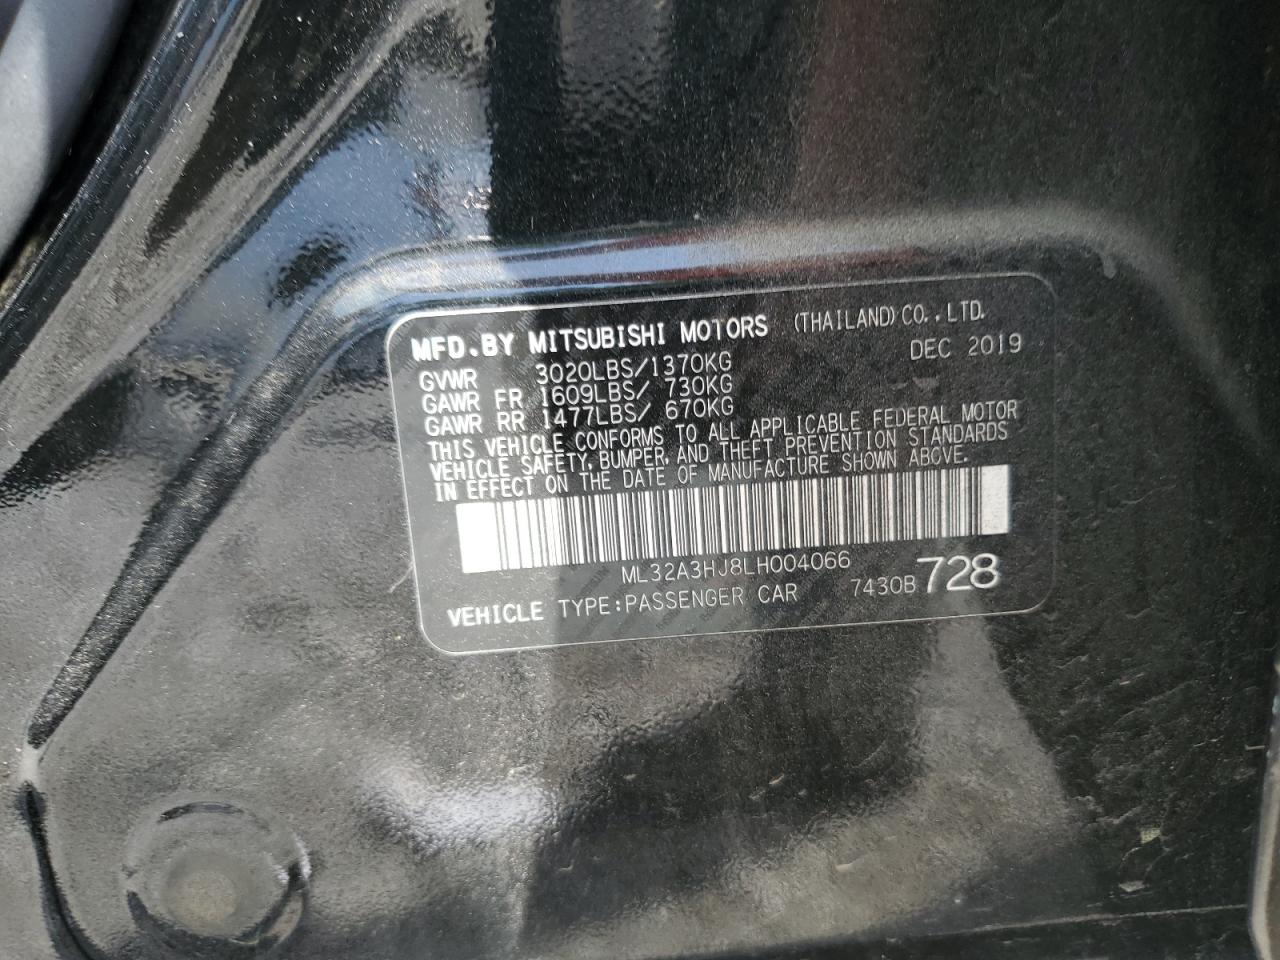 MFD.BY MITSUBISHI MOTORS (THAILAND)CO.,LTD.
GVWR 3020LBS/1370KG DEC 2019
GAWR FR 1609LBS/ 730KG
GAWR RR 1477LBS/ 670KG
THIS VEHICLE CONFORMS TO ALL APPLICABLE FEDERAL MOTOR
VEHICLE SAFETY, BUMPER, AND THEFT PREVENTION STANDARDS
IN EFFECT ON THE DATE OF MANUFACTURE SHOWN ABOVE.
ML32A3HJ8LH004066
VEHICLE TYPE:PASSENGER CAR 7430B 728